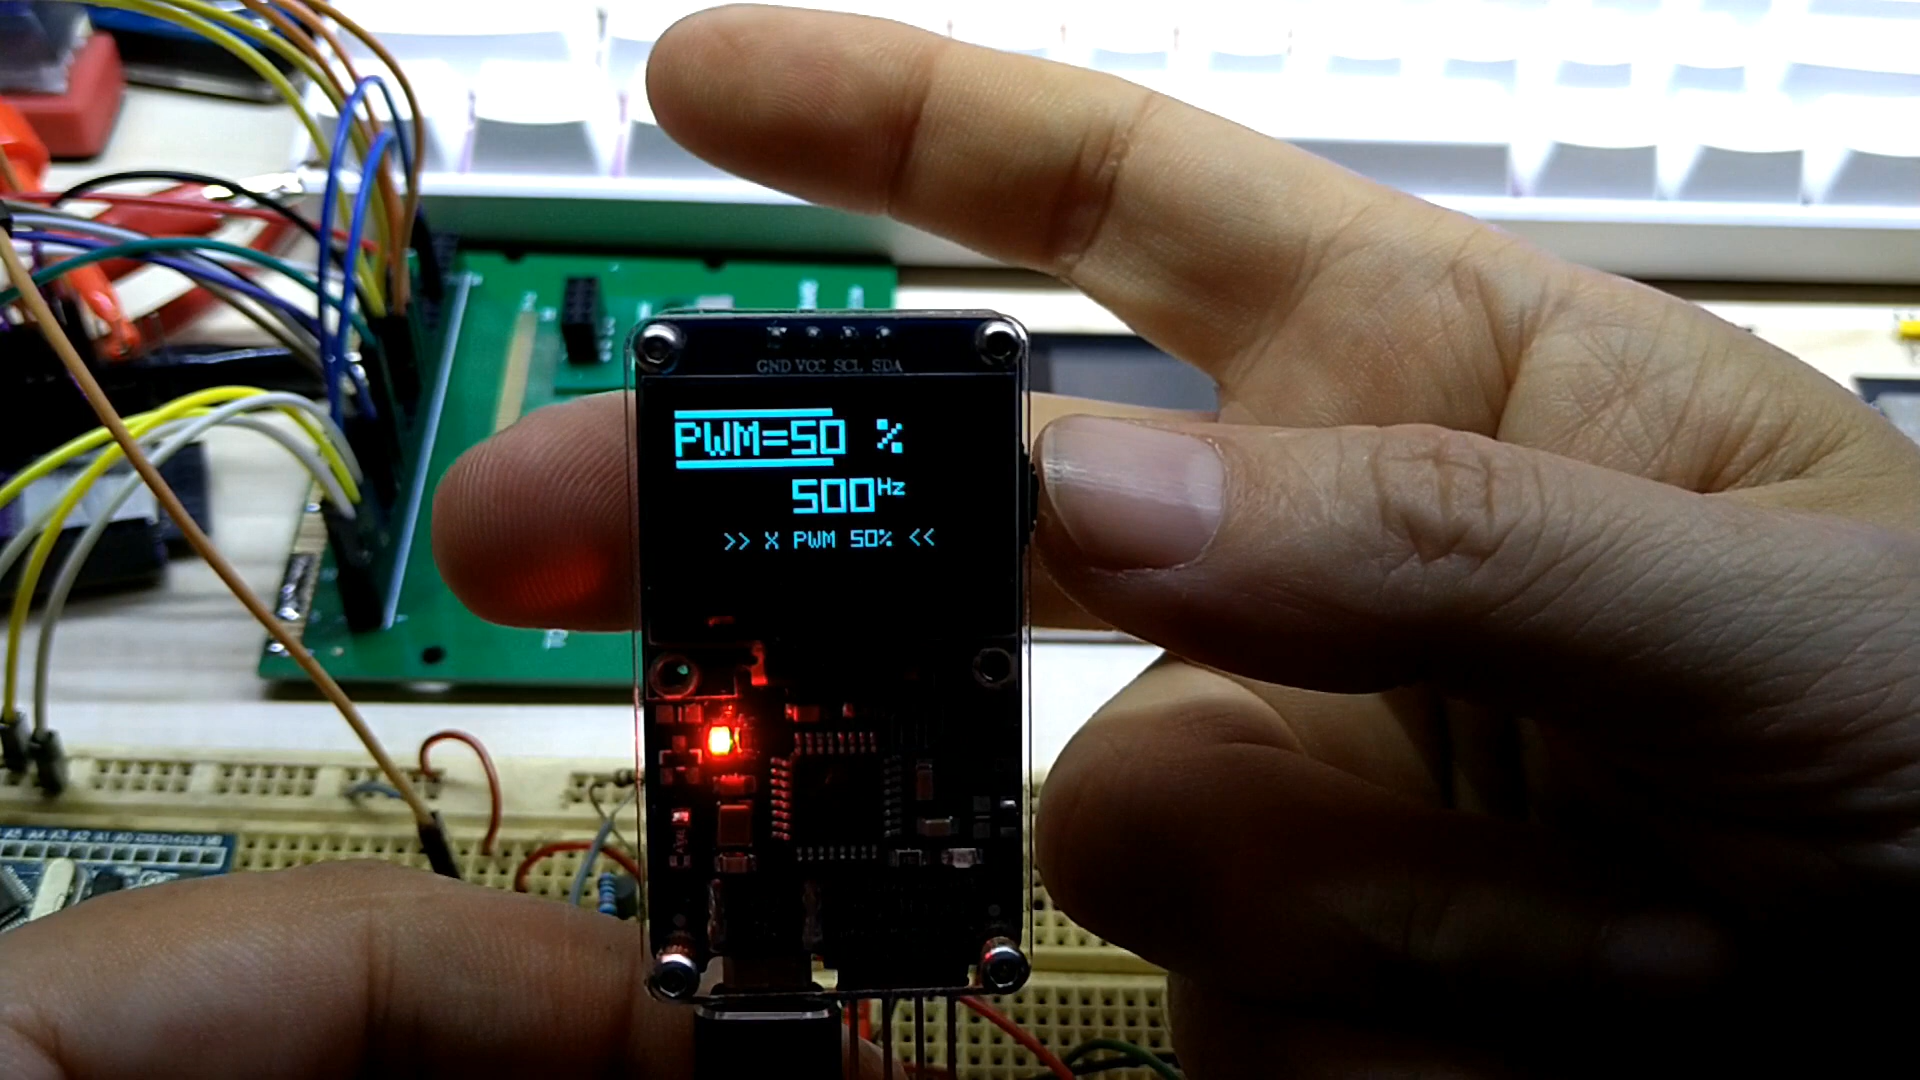 GND VCC SCL SDA
PWM=50 %
500Hz
>> X PWM 50% <<